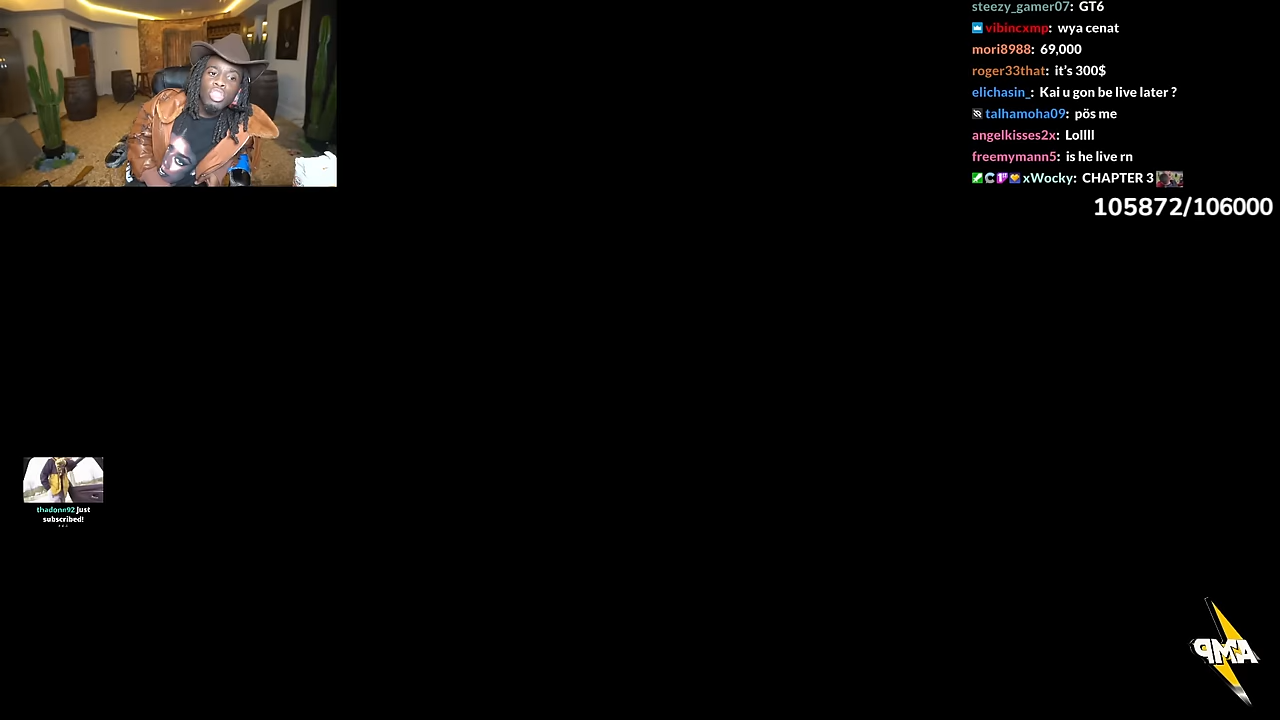 steezy_gamer07: GT6
vibincxmp: wya cenat
mori8988: 69,000
roger33that: it's 300$
elichasin_: Kai u gon be live later ?
talhamoha09: pös me
angelkisses2x: Lollll
freemymann5: is he live rn
xWocky: CHAPTER 3
105872/106000
thadonn92 Just
subscribed!
AMP